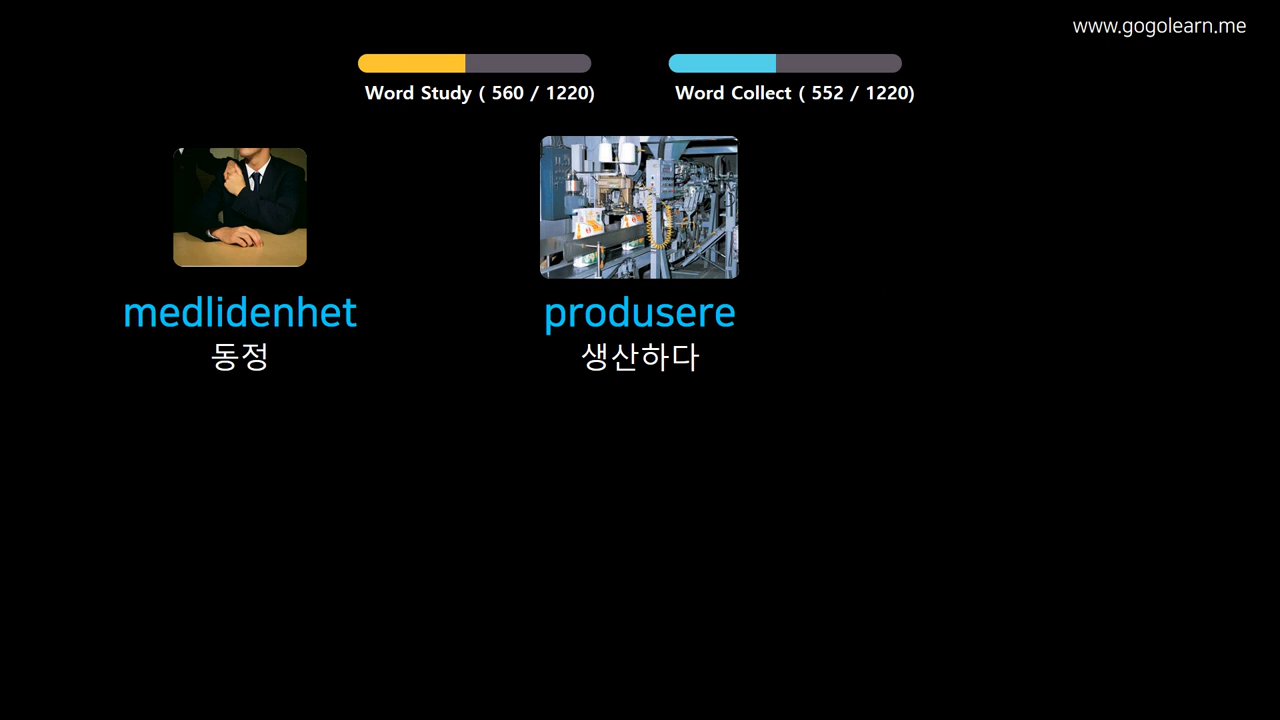 www.gogolearn.me
Word Study ( 560 / 1220)
Word Collect ( 552 / 1220)
medlidenhet
동정
produsere
생산하다